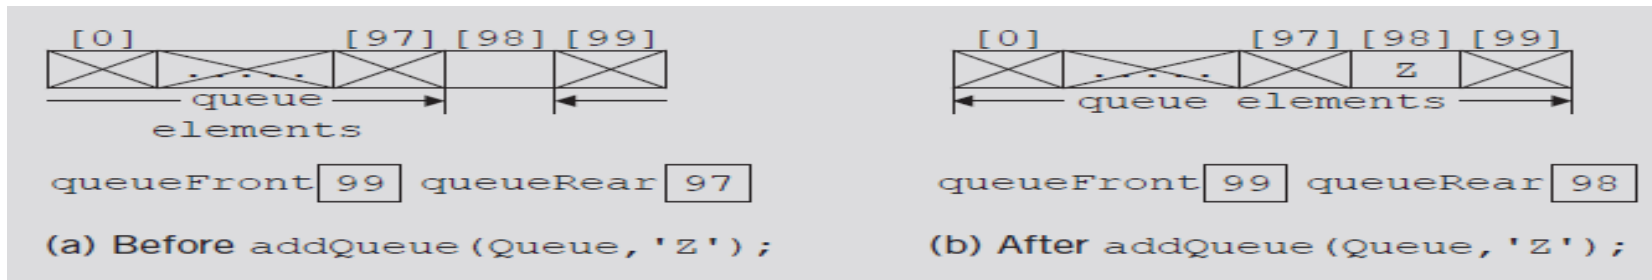 [0] [97] [98] [99]
.....
queue
elements
queueFront 99 queueRear 97
(a) Before addQueue(Queue,'Z');
[0] [97] [98] [99]
..... Z
queue elements
queueFront 99 queueRear 98
(b) After addQueue(Queue,'Z');